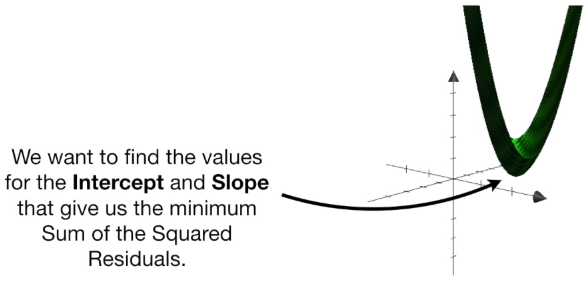 We want to find the values
for the Intercept and Slope
that give us the minimum
Sum of the Squared
Residuals.